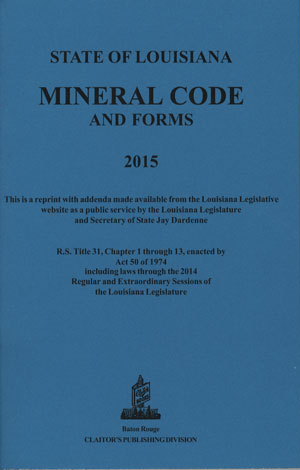 STATE OF LOUISIANA
MINERAL CODE
AND FORMS
2015
This is a reprint with addenda made available from the Louisiana Legislative
website as a public service by the Louisiana Legislature
and Secretary of State Jay Dardenne
R.S. Title 31, Chapter 1 through 13, enacted by
Act 50 of 1974
including laws through the 2014
Regular and Extraordinary Sessions of
the Louisiana Legislature
Baton Rouge
CLAITOR'S PUBLISHING DIVISION